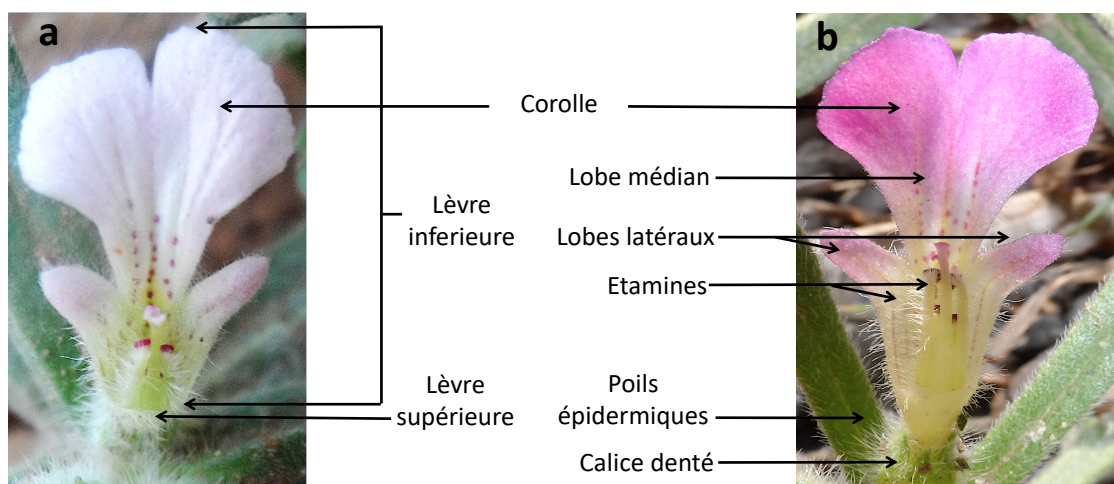 a
b
Corolle
Lobe médian
Lèvre
inferieure
Lobes latéraux
Etamines
Lèvre
supérieure
Poils
épidermiques
Calice denté